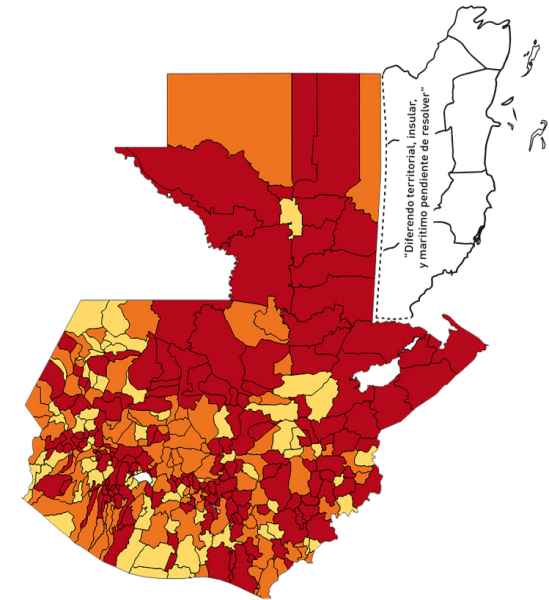 "Diferendo territorial, insular,
y marítimo pendiente de resolver"